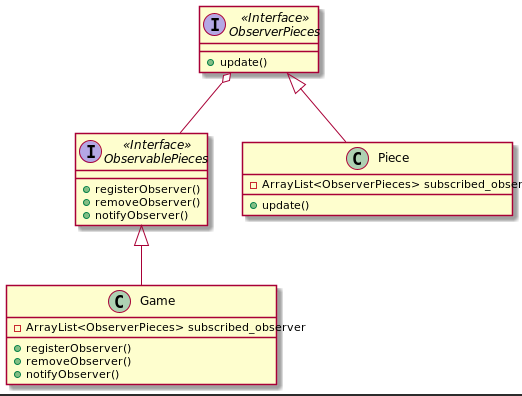 I «Interface»
ObserverPieces
update()
I «Interface»
ObservablePieces
registerObserver()
removeObserver()
notifyObserver()
C Piece
ArrayList<ObserverPieces> subscribed_obser
update()
C Game
ArrayList<ObserverPieces> subscribed_observer
registerObserver()
removeObserver()
notifyObserver()